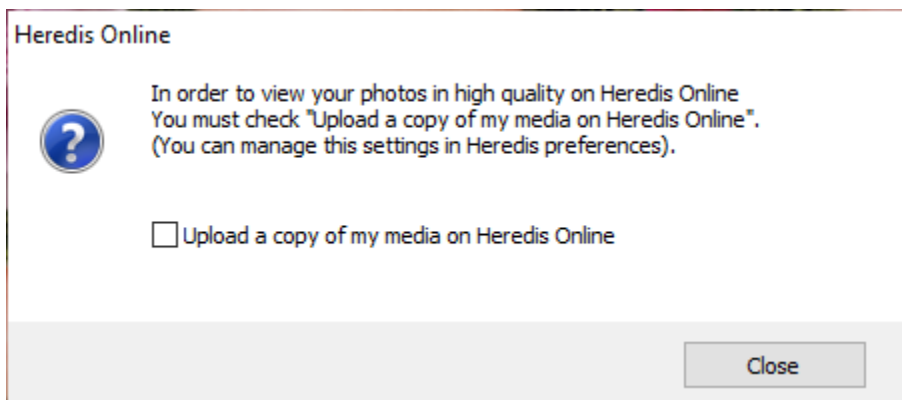 Heredis Online
In order to view your photos in high quality on Heredis Online
You must check "Upload a copy of my media on Heredis Online".
(You can manage this settings in Heredis preferences).
Upload a copy of my media on Heredis Online
Close